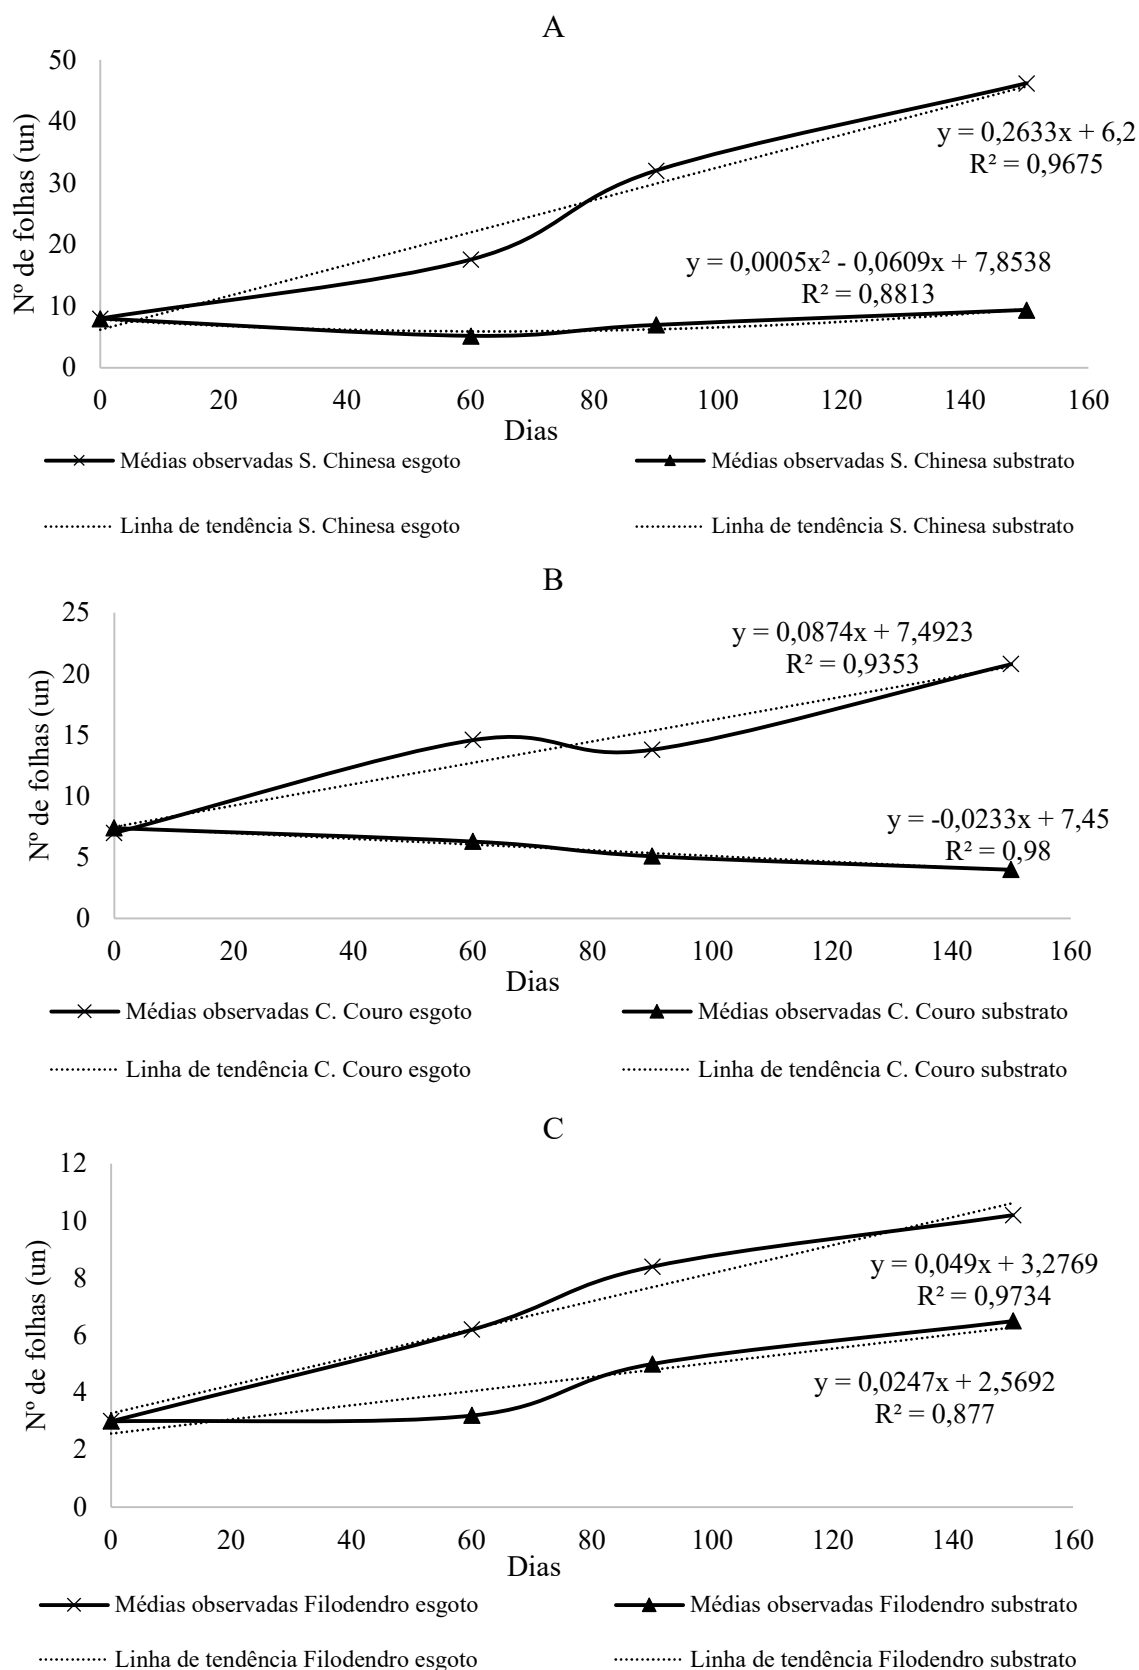 A
Nº de folhas (un)
50
40
30
20
10
0
y = 0,2633x + 6,2
R² = 0,9675
y = 0,0005x² - 0,0609x + 7,8538
R² = 0,8813
0 20 40 60 80 100 120 140 160
Dias
Médias observadas S. Chinesa esgoto Médias observadas S. Chinesa substrato
Linha de tendência S. Chinesa esgoto Linha de tendência S. Chinesa substrato
B
Nº de folhas (un)
25
20
15
10
5
0
y = 0,0874x + 7,4923
R² = 0,9353
y = -0,0233x + 7,45
R² = 0,98
0 20 40 60 80 100 120 140 160
Dias
Médias observadas C. Couro esgoto Médias observadas C. Couro substrato
Linha de tendência C. Couro esgoto Linha de tendência C. Couro substrato
C
Nº de folhas (un)
12
10
8
6
4
2
0
y = 0,049x + 3,2769
R² = 0,9734
y = 0,0247x + 2,5692
R² = 0,877
0 20 40 60 80 100 120 140 160
Dias
Médias observadas Filodendro esgoto Médias observadas Filodendro substrato
Linha de tendência Filodendro esgoto Linha de tendência Filodendro substrato